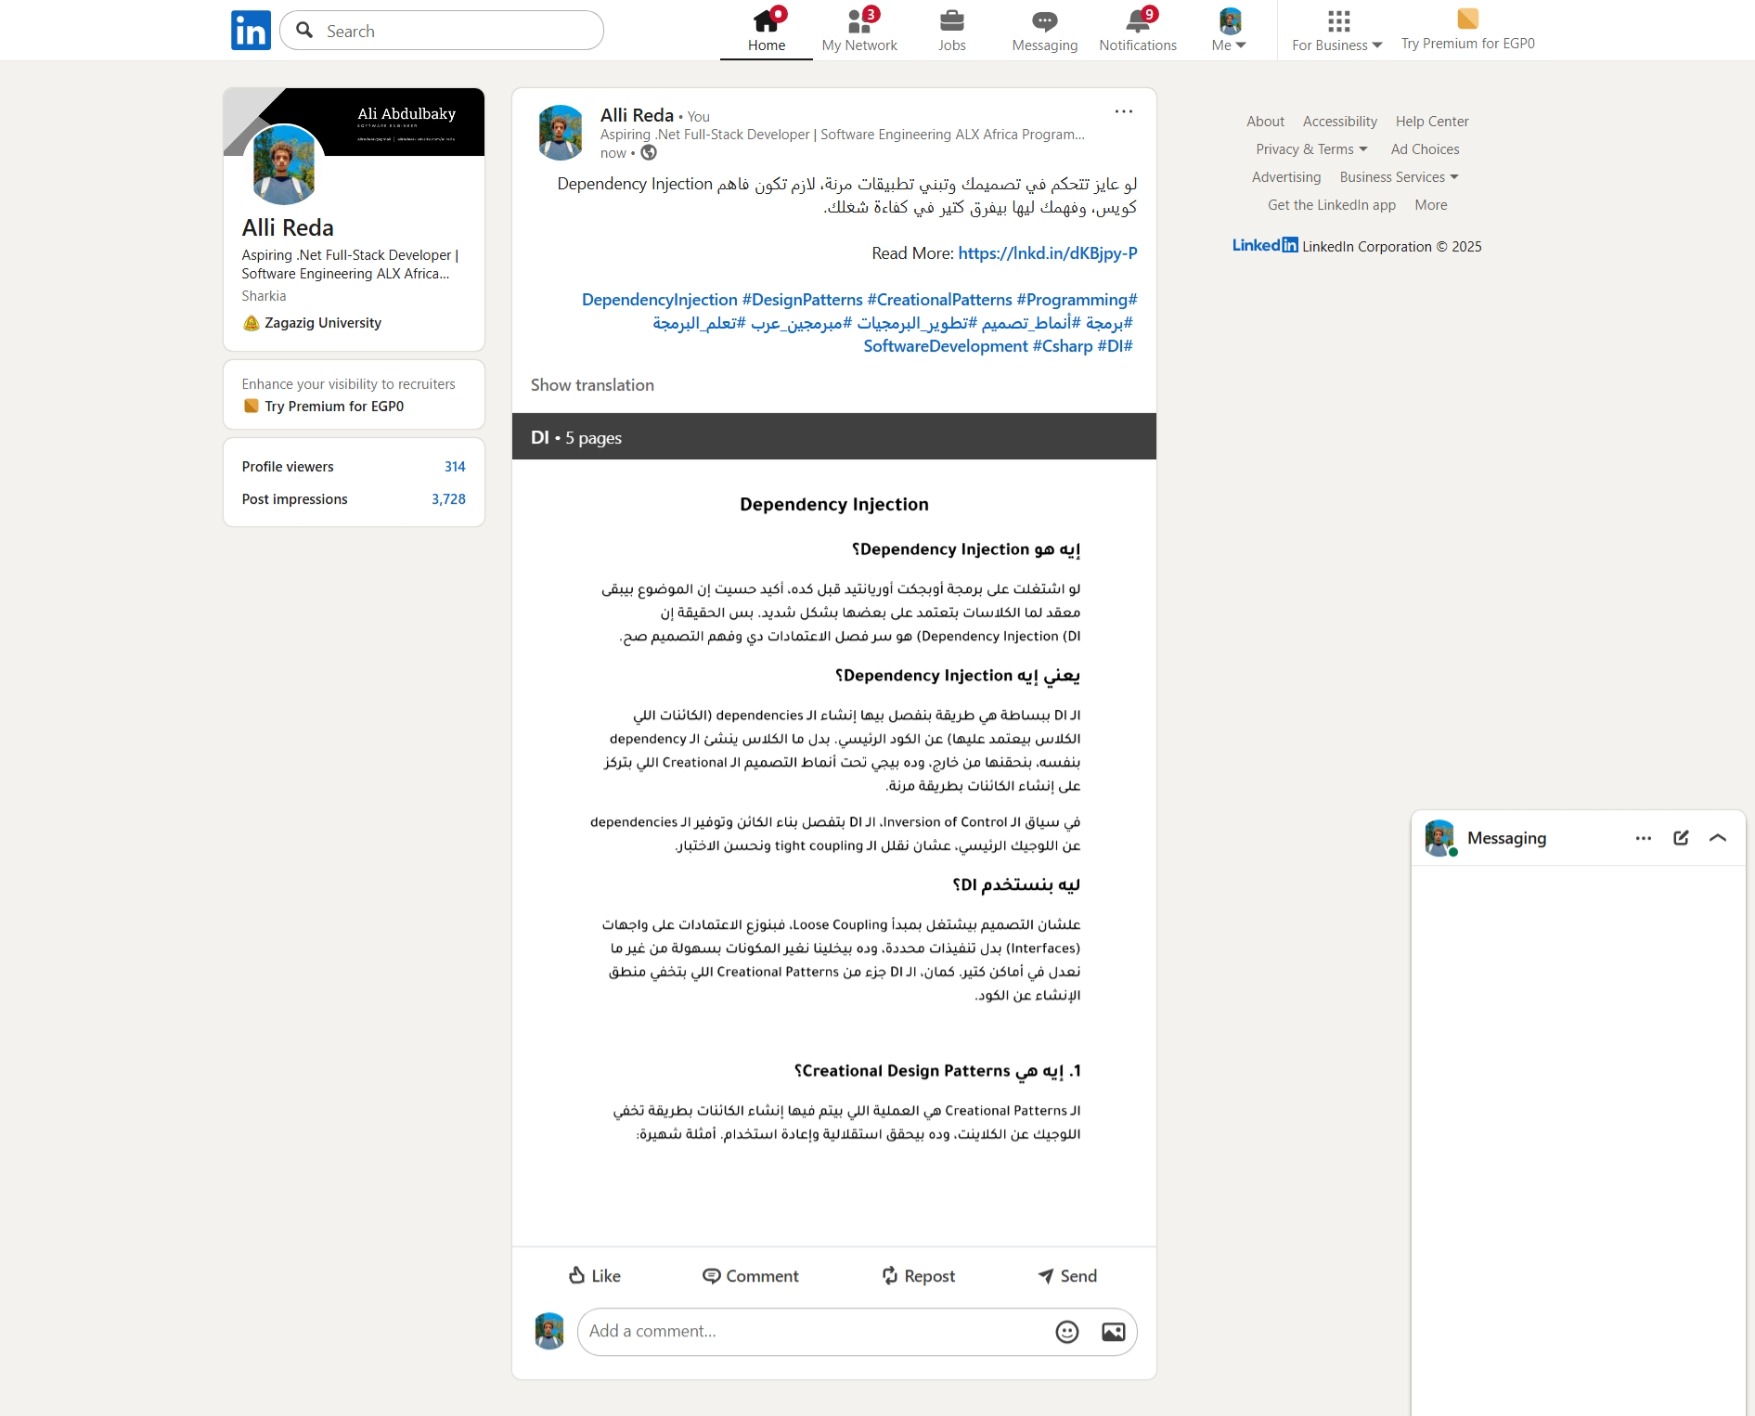 in
Search
Home
3
My Network
Jobs
Messaging
9
Notifications
Me
For Business
Try Premium for EGP0
Ali Abdulbaky
SOFTWARE ENGINEER
Alli Reda
Aspiring .Net Full-Stack Developer |
Software Engineering ALX Africa...
Sharkia
Zagazig University
Enhance your visibility to recruiters
Try Premium for EGP0
Profile viewers 314
Post impressions 3,728
Alli Reda • You
Aspiring .Net Full-Stack Developer | Software Engineering ALX Africa Program...
now •
لو عايز تتحكم في تصميمك وتبني تطبيقات مرنة، لازم تكون فاهم Dependency Injection
كويس، وفهمك ليها بيفرق كتير في كفاءة شغلك.
Read More: https://lnkd.in/dKBjpy-P
#DependencyInjection #DesignPatterns #CreationalPatterns #Programming
#برمجة #أنماط_تصميم #تطوير_البرمجيات #مبرمجين_عرب #تعلم_البرمجة
#SoftwareDevelopment #Csharp #DI
Show translation
DI • 5 pages
Dependency Injection
إيه هو Dependency Injection؟
لو اشتغلت على برمجة أوبجكت أوريانتيد قبل كده، أكيد حسيت إن الموضوع بيبقى
معقد لما الكلاسات بتعتمد على بعضها بشكل شديد. بس الحقيقة إن
Dependency Injection (DI) هو سر فصل الاعتمادات دي وفهم التصميم صح.
يعني إيه Dependency Injection؟
الـ DI ببساطة هي طريقة بنفصل بيها إنشاء الـ dependencies (الكائنات اللي
الكلاس بيعتمد عليها) عن الكود الرئيسي. بدل ما الكلاس ينشئ الـ dependency
بنفسه، بنحقنها من خارج، وده بيجي تحت أنماط التصميم الـ Creational اللي بتركز
على إنشاء الكائنات بطريقة مرنة.
في سياق الـ Inversion of Control، الـ DI بتفصل بناء الكائن وتوفير الـ dependencies
عن اللوجيك الرئيسي، عشان نقلل الـ tight coupling ونحسن الاختبار.
ليه بنستخدم DI؟
علشان التصميم بيشتغل بمبدأ Loose Coupling، فبنوزع الاعتمادات على واجهات
(Interfaces) بدل تنفيذات محددة، وده بيخلينا نغير المكونات بسهولة من غير ما
نعدل في أماكن كتير. كمان، الـ DI جزء من Creational Patterns اللي بتخفي منطق
الإنشاء عن الكود.
1. إيه هي Creational Design Patterns؟
الـ Creational Patterns هي العملية اللي بيتم فيها إنشاء الكائنات بطريقة تخفي
اللوجيك عن الكلاينت، وده بيحقق استقلالية وإعادة استخدام. أمثلة شهيرة:
Like
Comment
Repost
Send
Add a comment...
About Accessibility Help Center
Privacy & Terms Ad Choices
Advertising Business Services
Get the LinkedIn app More
LinkedIn LinkedIn Corporation © 2025
Messaging